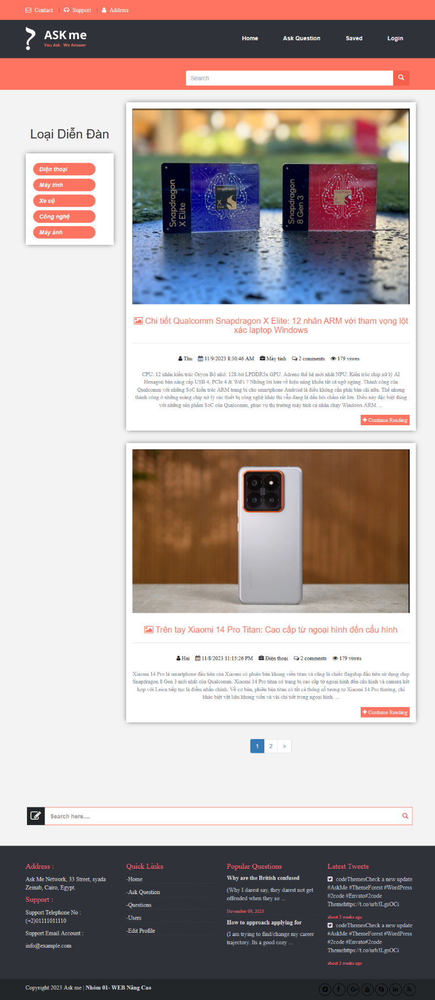 Contact | Support | Address
ASK me
You Ask . We Answer
Home Ask Question Saved Login
Search
Loại Diễn Đàn
Điện thoại
Máy tính
Xe cộ
Công nghệ
Máy ảnh
Snapdragon
X Elite
Snapdragon
X
Elite
Snapdragon
8 Gen 3
Chi tiết Qualcomm Snapdragon X Elite: 12 nhân ARM với tham vọng lột
xác laptop Windows
Thu 11/9/2023 8:30:46 AM Máy tính 2 comments 179 viwes
CPU: 12 nhân kiến trúc Oryon Bộ nhớ: 128-bit LPDDR5x GPU: Adreno thế hệ mới nhất NPU: Kiến trúc chip xử lý AI
Hexagon bản nâng cấp USB 4, PCIe 4 & WiFi 7 Những lời hứa về hiệu năng khiến tất cả ngỡ ngàng. Thành công của
Qualcomm với những SoC kiến trúc ARM trang bị cho smartphone Android là điều không cần phải bàn cãi nữa. Thế nhưng
thành công ở những mảng chip xử lý các thiết bị công nghệ khác thì vẫn đang là dấu hỏi chấm rất lớn. Điều này đặc biệt đúng
với những sản phẩm SoC của Qualcomm, phục vụ thị trường máy tính cá nhân chạy Windows ARM. ...
Continue Reading
Trên tay Xiaomi 14 Pro Titan: Cao cấp từ ngoại hình đến cấu hình
Hai 11/8/2023 11:15:26 PM Điện thoại 2 comments 179 viwes
Xiaomi 14 Pro là smartphone đầu tiên của Xiaomi có phiên bản khung viền titan và cũng là chiếc flagship đầu tiên sử dụng chip
Snapdragon 8 Gen 3 mới nhất của Qualcomm. Xiaomi 14 Pro titan có trang bị cao cấp từ ngoại hình đến cấu hình và camera kết
hợp với Leica tiếp tục là điểm nhấn chính. Về cơ bản, phiên bản titan có tất cả thông số tương tự Xiaomi 14 Pro thường, chỉ
khác biệt vật liệu khung viền và vài chi tiết trong ngoại hình. ...
Continue Reading
1 2 >
Search here....
Address :
Ask Me Network, 33 Street, syada
Zeinab, Cairo, Egypt.
Support :
Support Telephone No :
(+2)01111011110
Support Email Account :
info@example.com
Quick Links
-Home
-Ask Question
-Questions
-Users
-Edit Profile
Popular Questions
Why are the British confused
(Why I darest say, they darest not get
offended when they so ...
November 09, 2023
How to approach applying for
(I am trying to find/change my career
trajectory. Its a good cozy ...
Latest Tweets
codeThemesCheck a new update
#AskMe #ThemeForest #WordPress
#2code #Envato#2code
Themehttps://t.co/urb3LgsOCi
about 2 weeks ago
codeThemesCheck a new update
#AskMe #ThemeForest #WordPress
#2code #Envato#2code
Themehttps://t.co/urb3LgsOCi
about 2 weeks ago
Copyright 2023 Ask me | Nhóm 01- WEB Nâng Cao